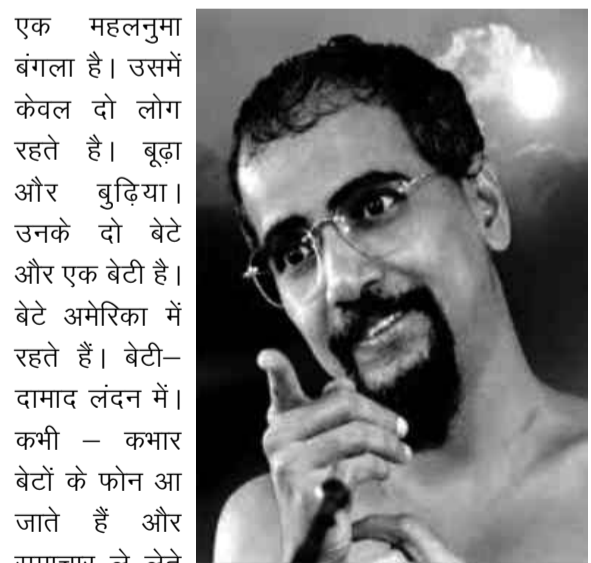 एक महलनुमा
बंगला है। उसमें
केवल दो लोग
रहते है। बूढ़ा
और बुढ़िया।
उनके दो बेटे
और एक बेटी है।
बेटे अमेरिका में
रहते हैं। बेटी–
दामाद लंदन में।
कभी – कभार
बेटों के फोन आ
जाते हैं और